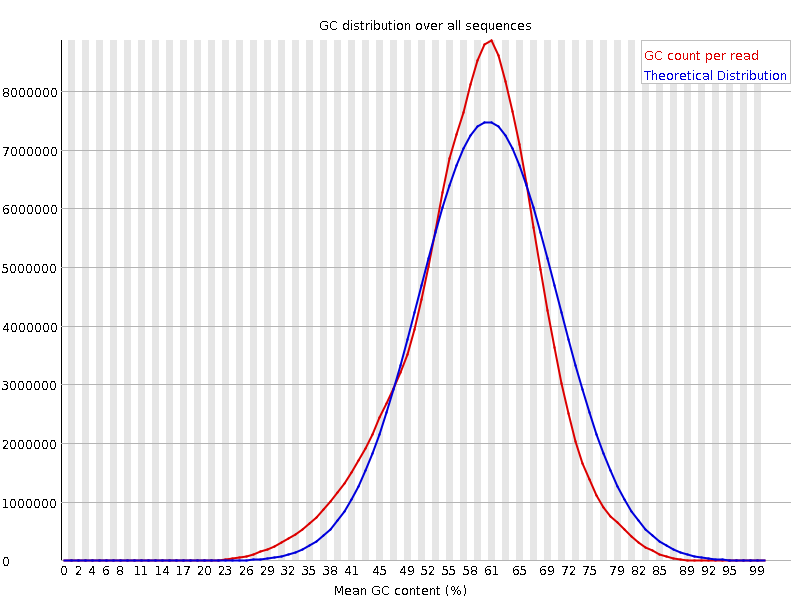 GC distribution over all sequences
GC count per read
Theoretical Distribution
8000000
7000000
6000000
5000000
4000000
3000000
2000000
1000000
0
0 2 4 6 8 11 14 17 20 23 26 29 32 35 38 41 45 49 52 55 58 61 65 69 72 75 79 82 85 89 92 95 99
Mean GC content (%)